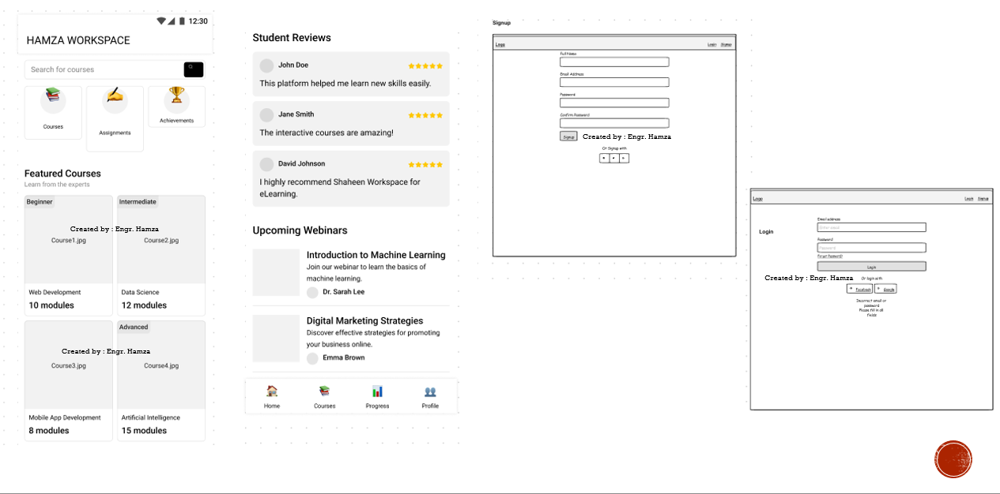 12:30
HAMZA WORKSPACE
Search for courses
Courses
Assignments
Achievements
Featured Courses
Learn from the experts
Beginner
Intermediate
Created by : Engr. Hamza
Course1.jpg
Course2.jpg
Web Development
10 modules
Data Science
12 modules
Advanced
Created by : Engr. Hamza
Course3.jpg
Course4.jpg
Mobile App Development
8 modules
Artificial Intelligence
15 modules
Student Reviews
John Doe
This platform helped me learn new skills easily.
Jane Smith
The interactive courses are amazing!
David Johnson
I highly recommend Shaheen Workspace for
eLearning.
Upcoming Webinars
Introduction to Machine Learning
Join our webinar to learn the basics of
machine learning.
Dr. Sarah Lee
Digital Marketing Strategies
Discover effective strategies for promoting
your business online.
Emma Brown
Home
Courses
Progress
Profile
Signup
Logo
Login Signup
Full Name
Email Address
Password
Confirm Password
Signup
Created by : Engr. Hamza
Or Signup with
Logo
Login Signup
Login
Email address
Enter email
Password
Password
Forgot Password?
Login
Created by : Engr. Hamza
Or login with
Facebook
Google
Incorrect email or
password
Please fill in all
fields